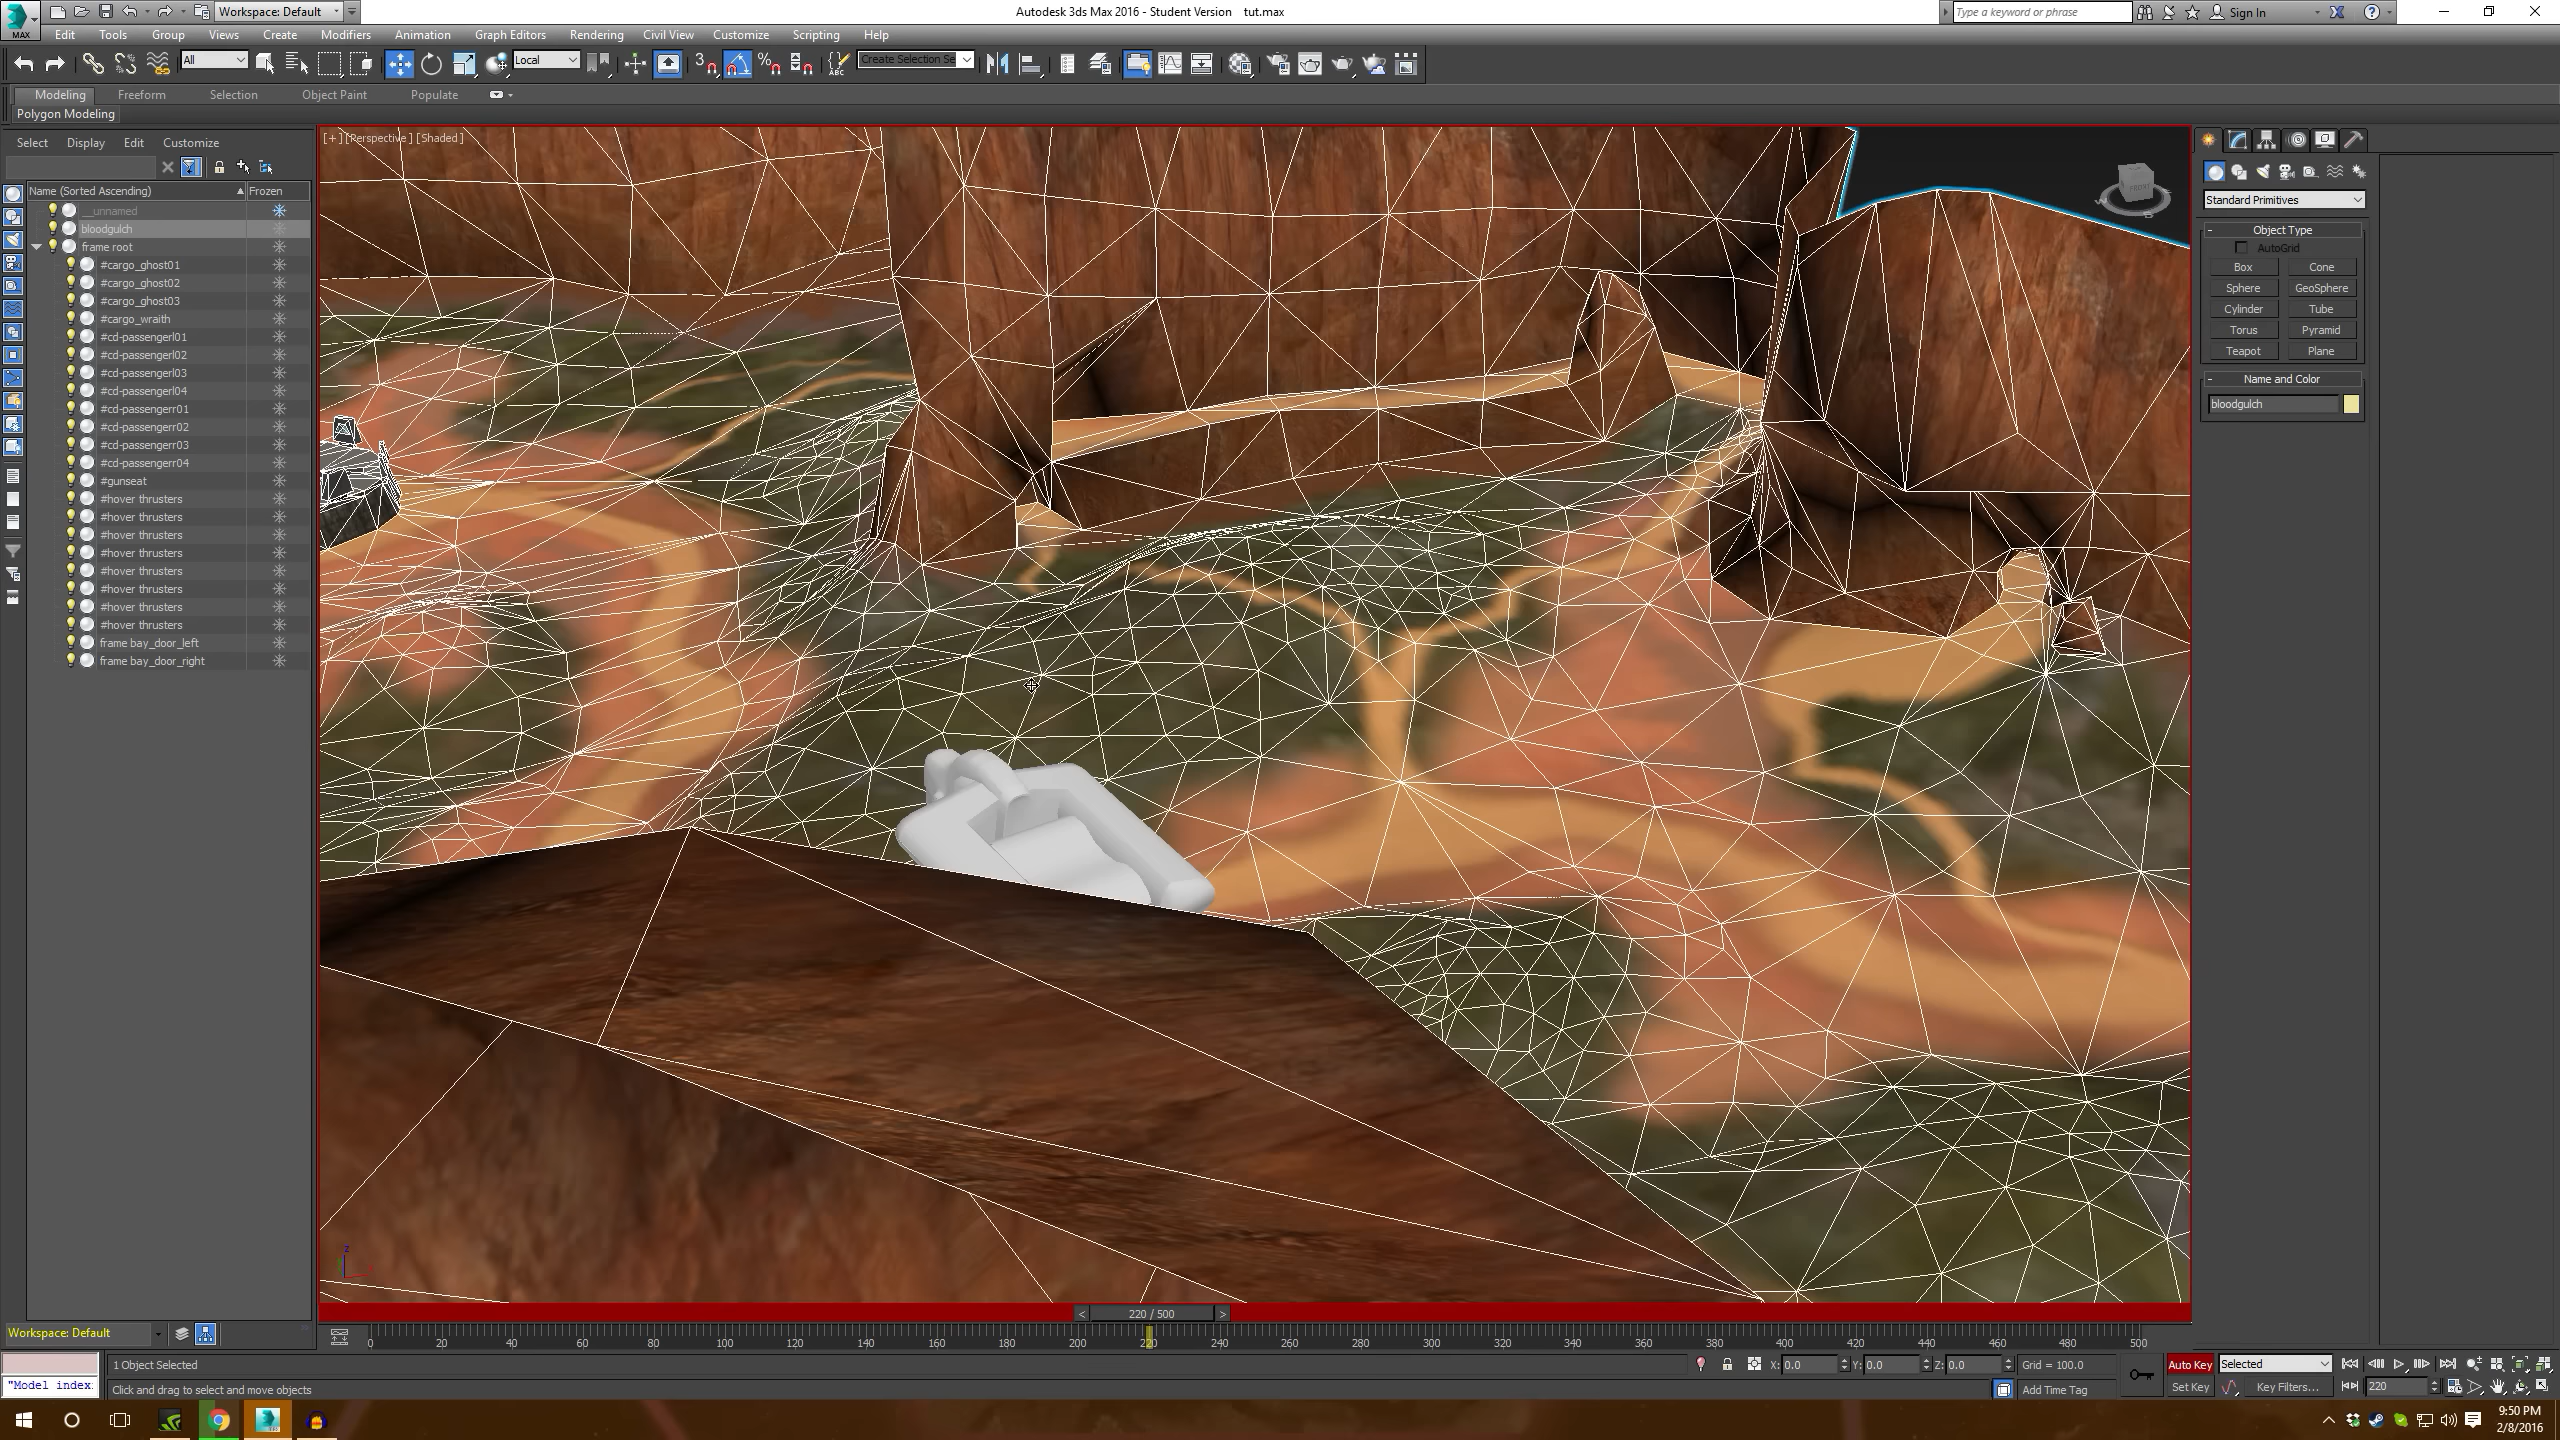 Workspace: Default
Autodesk 3ds Max 2016 - Student Version tut.max
Type a keyword or phrase
Sign In
MAX
Edit Tools Group Views Create Modifiers Animation Graph Editors Rendering Civil View Customize Scripting Help
All
Local
3
ABC
Create Selection Se
Modeling Freeform Selection Object Paint Populate
Polygon Modeling
Select Display Edit Customize
Name (Sorted Ascending) Frozen
__unnamed
bloodgulch
frame root
#cargo_ghost01
#cargo_ghost02
#cargo_ghost03
#cargo_wraith
#cd-passengerl01
#cd-passengerl02
#cd-passengerl03
#cd-passengerl04
#cd-passengerr01
#cd-passengerr02
#cd-passengerr03
#cd-passengerr04
#gunseat
#hover thrusters
#hover thrusters
#hover thrusters
#hover thrusters
#hover thrusters
#hover thrusters
#hover thrusters
#hover thrusters
frame bay_door_left
frame bay_door_right
[+] [Perspective ] [Shaded ]
Standard Primitives
Object Type
AutoGrid
Box Cone
Sphere GeoSphere
Cylinder Tube
Torus Pyramid
Teapot Plane
Name and Color
bloodgulch
220 / 500
0 20 40 60 80 100 120 140 160 180 200 220 240 260 280 300 320 340 360 380 400 420 440 460 480 500
Workspace: Default
1 Object Selected
X: 0.0 Y: 0.0 Z: 0.0 Grid = 100.0
Auto Key Selected
"Model index:
Click and drag to select and move objects
Add Time Tag
Set Key Key Filters... 220
9:50 PM
2/8/2016